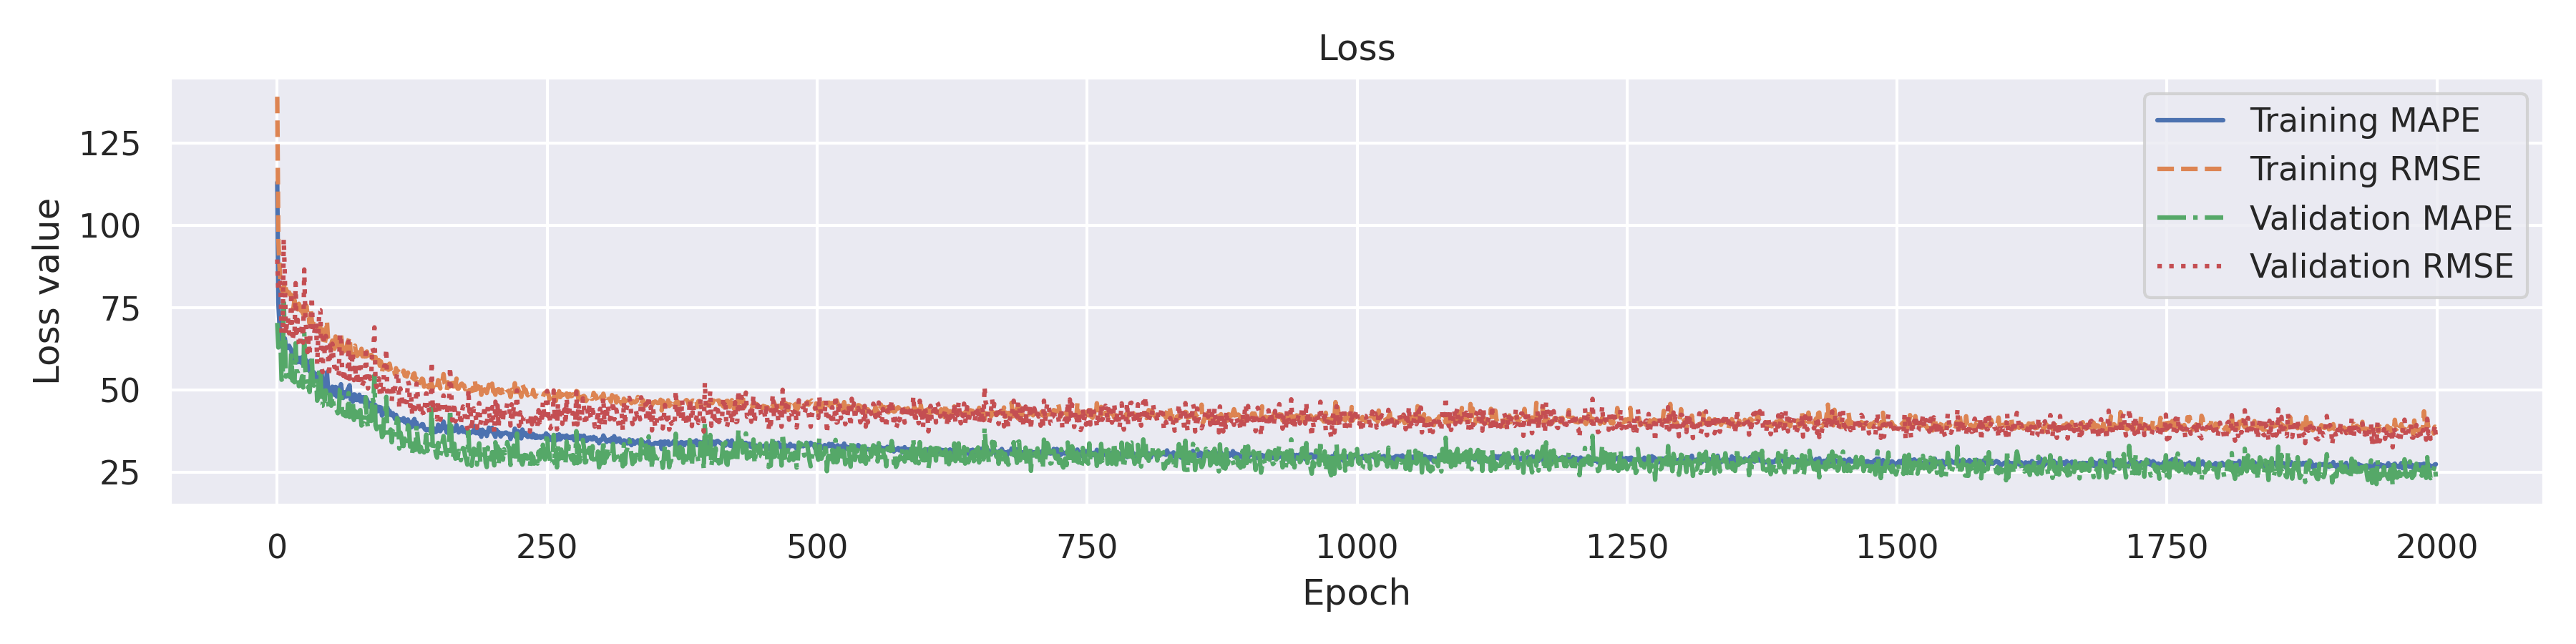 Loss
Loss value
125
100
75
50
25
Training MAPE
Training RMSE
Validation MAPE
Validation RMSE
0 250 500 750 1000 1250 1500 1750 2000
Epoch